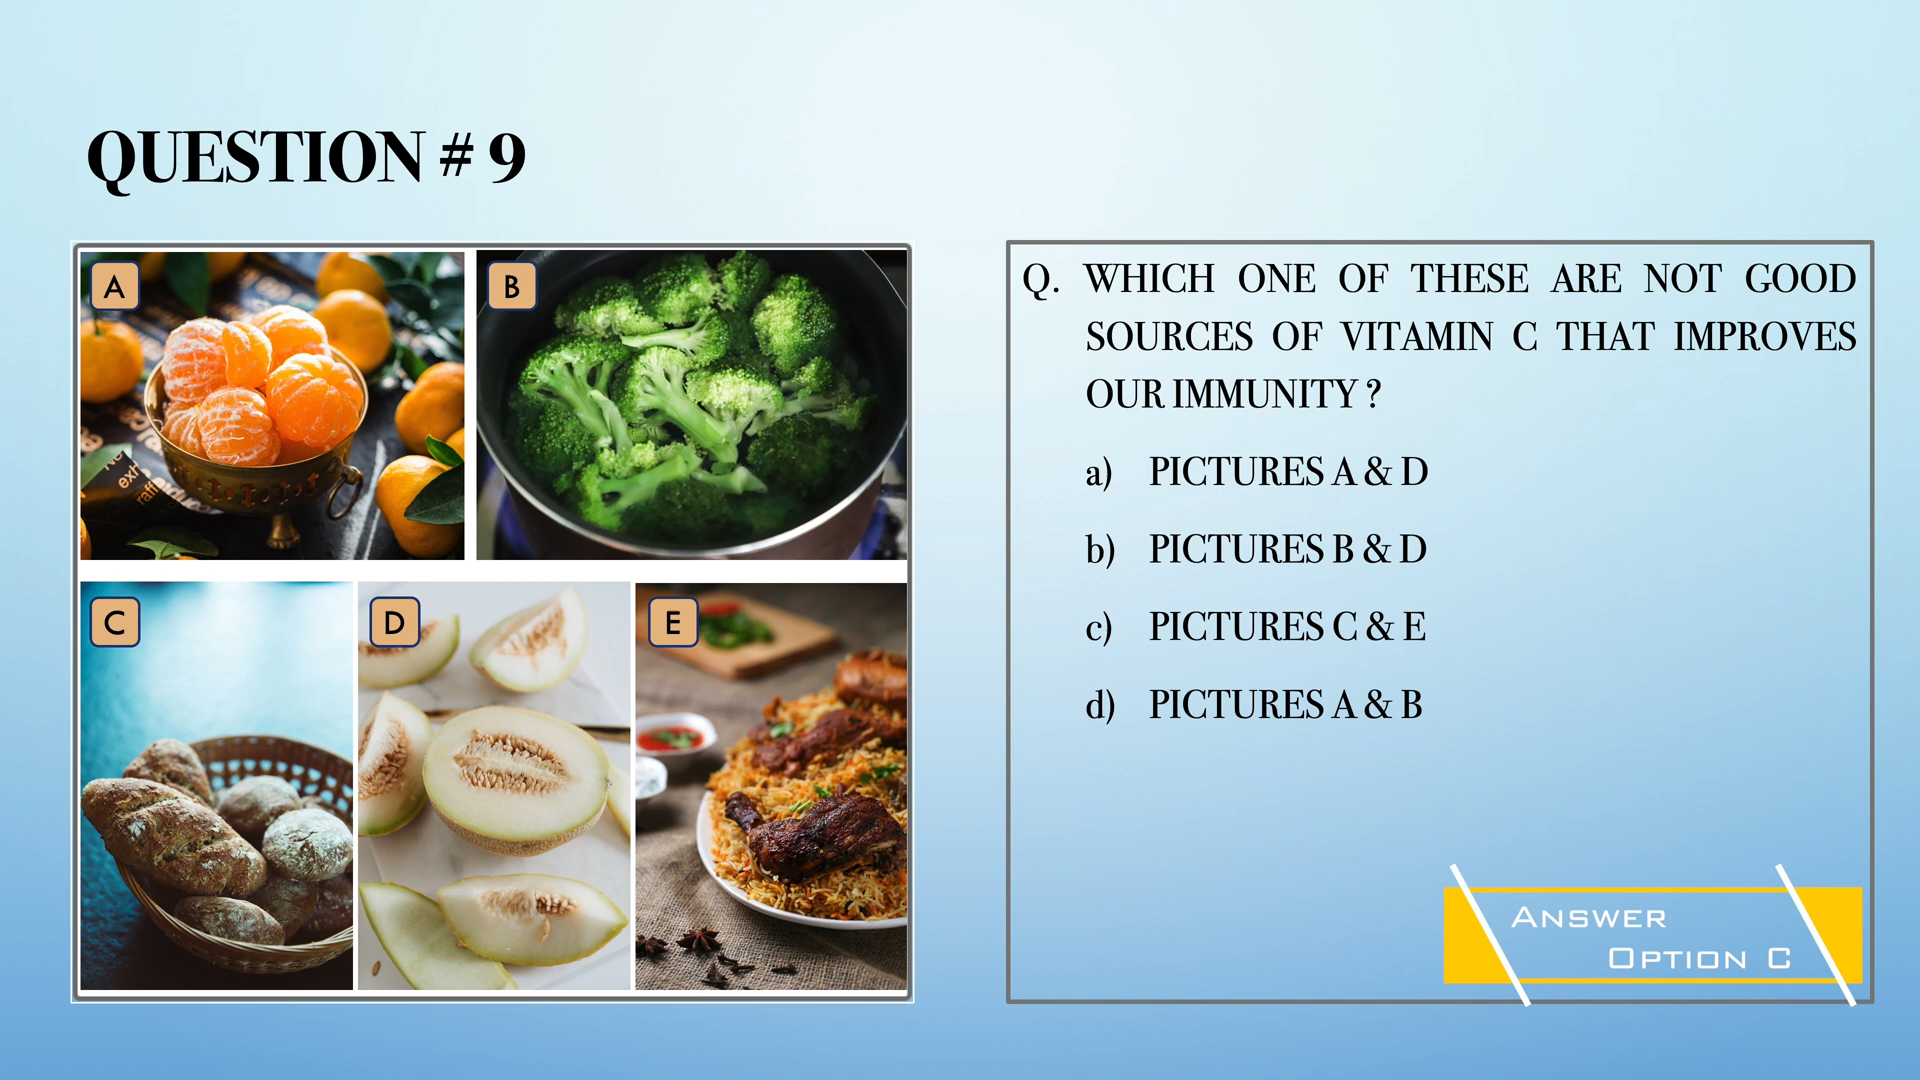 QUESTION # 9
A
B
C
D
E
Q. WHICH ONE OF THESE ARE NOT GOOD
SOURCES OF VITAMIN C THAT IMPROVES
OUR IMMUNITY ?
a) PICTURES A & D
b) PICTURES B & D
c) PICTURES C & E
d) PICTURES A & B
ANSWER
OPTION C